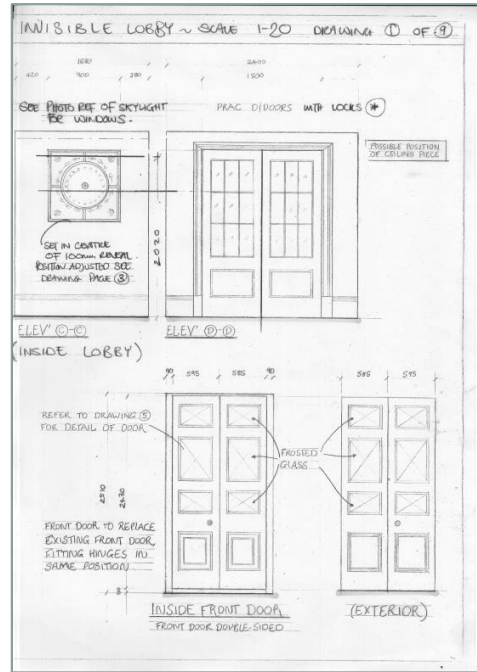 INVISIBLE LOBBY ~ SCALE 1-20 DRAWING ① OF ⑨
2400
420 900 1500
SEE PHOTO REF OF SKYLIGHT
FOR WINDOWS.
PRAC D/DOORS WITH LOCKS *
POSSIBLE POSITION
OF CEILING PIECE
2020
SET IN CENTRE
OF 100mm REVEAL.
POSITION ADJUSTED SEE
DRAWING PAGE ③
ELEV' Ⓒ-Ⓒ
ELEV' Ⓓ-Ⓓ
(INSIDE LOBBY)
90 595 585 90
585 595
REFER TO DRAWING ⑤
FOR DETAIL OF DOOR
FROSTED
GLASS
FRONT DOOR TO REPLACE
EXISTING FRONT DOOR
FITTING HINGES IN
SAME POSITION
INSIDE FRONT DOOR
FRONT DOOR DOUBLE-SIDED
(EXTERIOR)